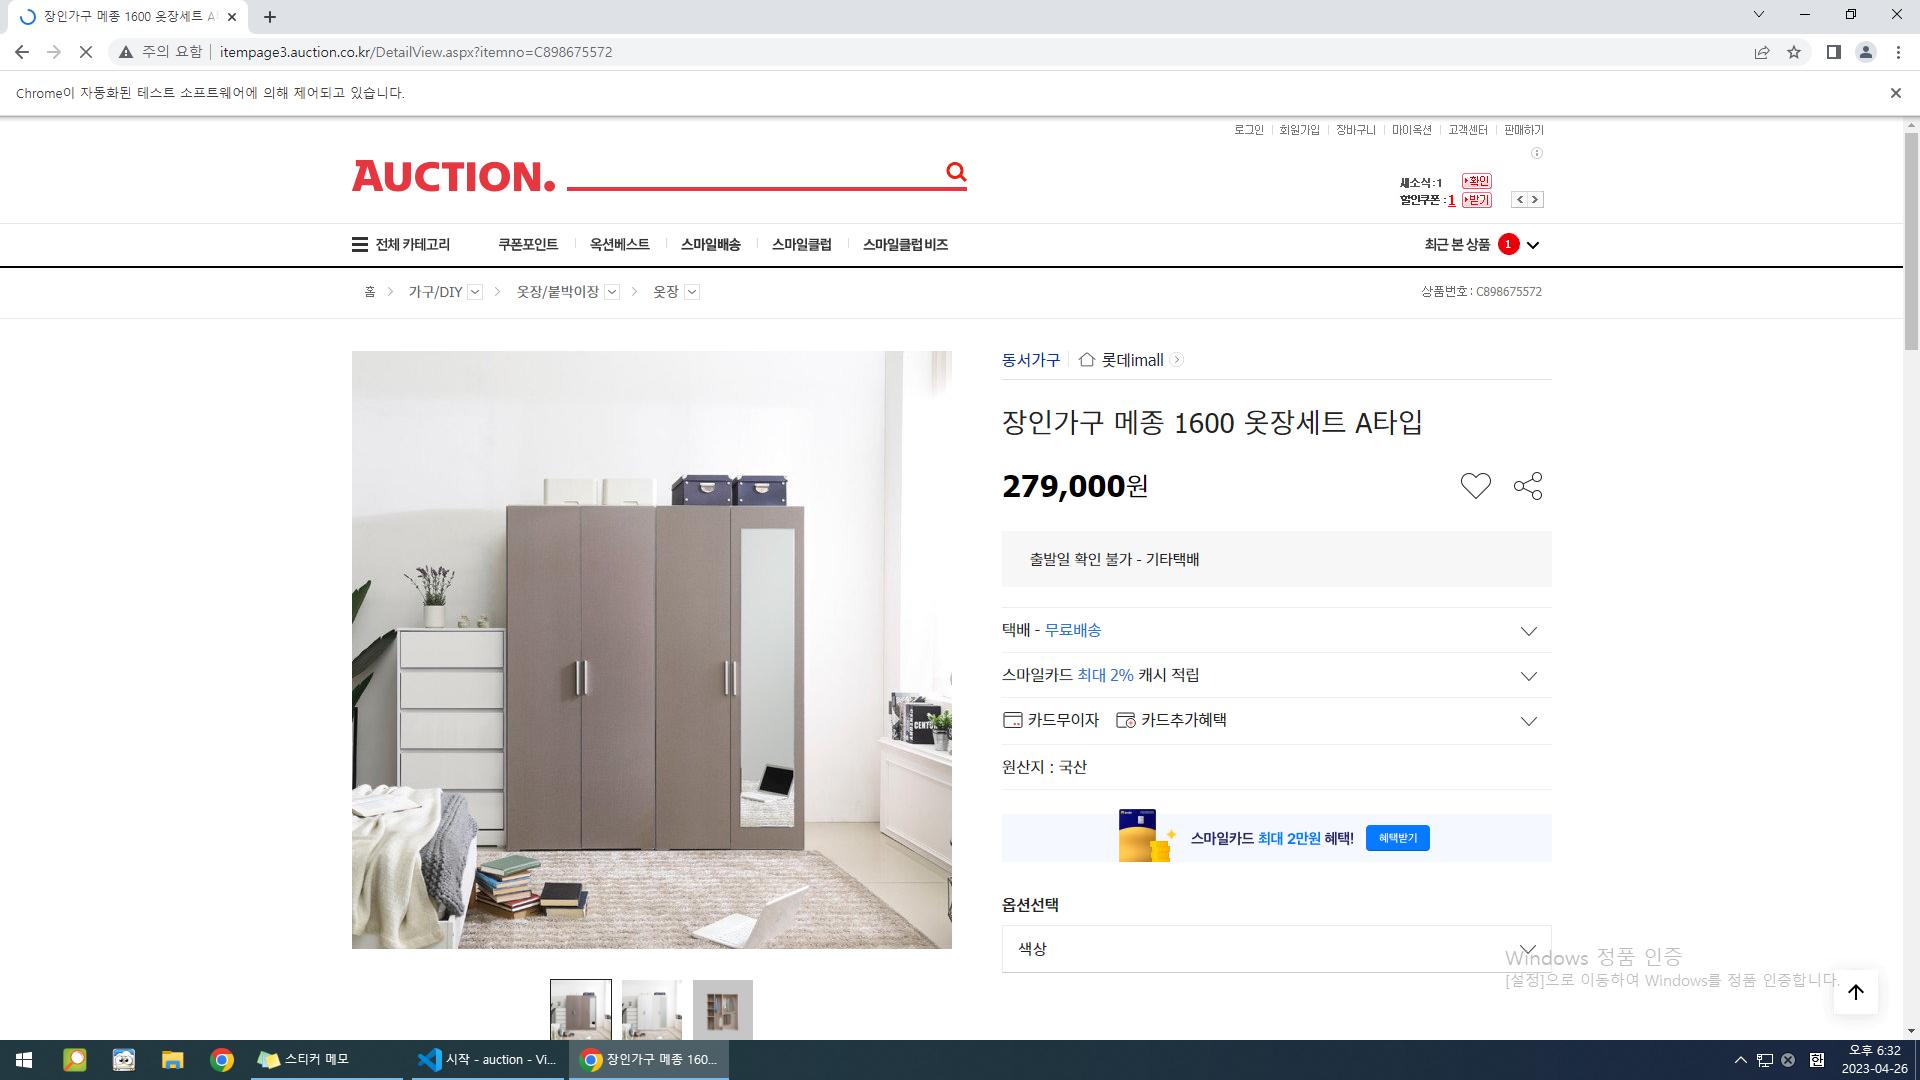 장인가구 메종 1600 옷장세트 A
주의 요함 itempage3.auction.co.kr/DetailView.aspx?itemno=C898675572
Chrome이 자동화된 테스트 소프트웨어에 의해 제어되고 있습니다.
로그인 회원가입 장바구니 마이옥션 고객센터 판매하기
AUCTION.
새소식:1 확인
할인쿠폰:1 받기
전체 카테고리 쿠폰포인트 옥션베스트 스마일배송 스마일클럽 스마일클럽 비즈 최근 본 상품 1
홈 가구/DIY 옷장/붙박이장 옷장 상품번호 : C898675572
동서가구 롯데imall
장인가구 메종 1600 옷장세트 A타입
279,000원
출발일 확인 불가 - 기타택배
택배 - 무료배송
스마일카드 최대 2% 캐시 적립
카드무이자 카드추가혜택
원산지 : 국산
스마일카드 최대 2만원 혜택! 혜택받기
옵션선택
색상
Windows 정품 인증
[설정]으로 이동하여 Windows를 정품 인증합니다.
스티커 메모 시작 - auction - Vi... 장인가구 메종 160... 한 오후 6:32
2023-04-26